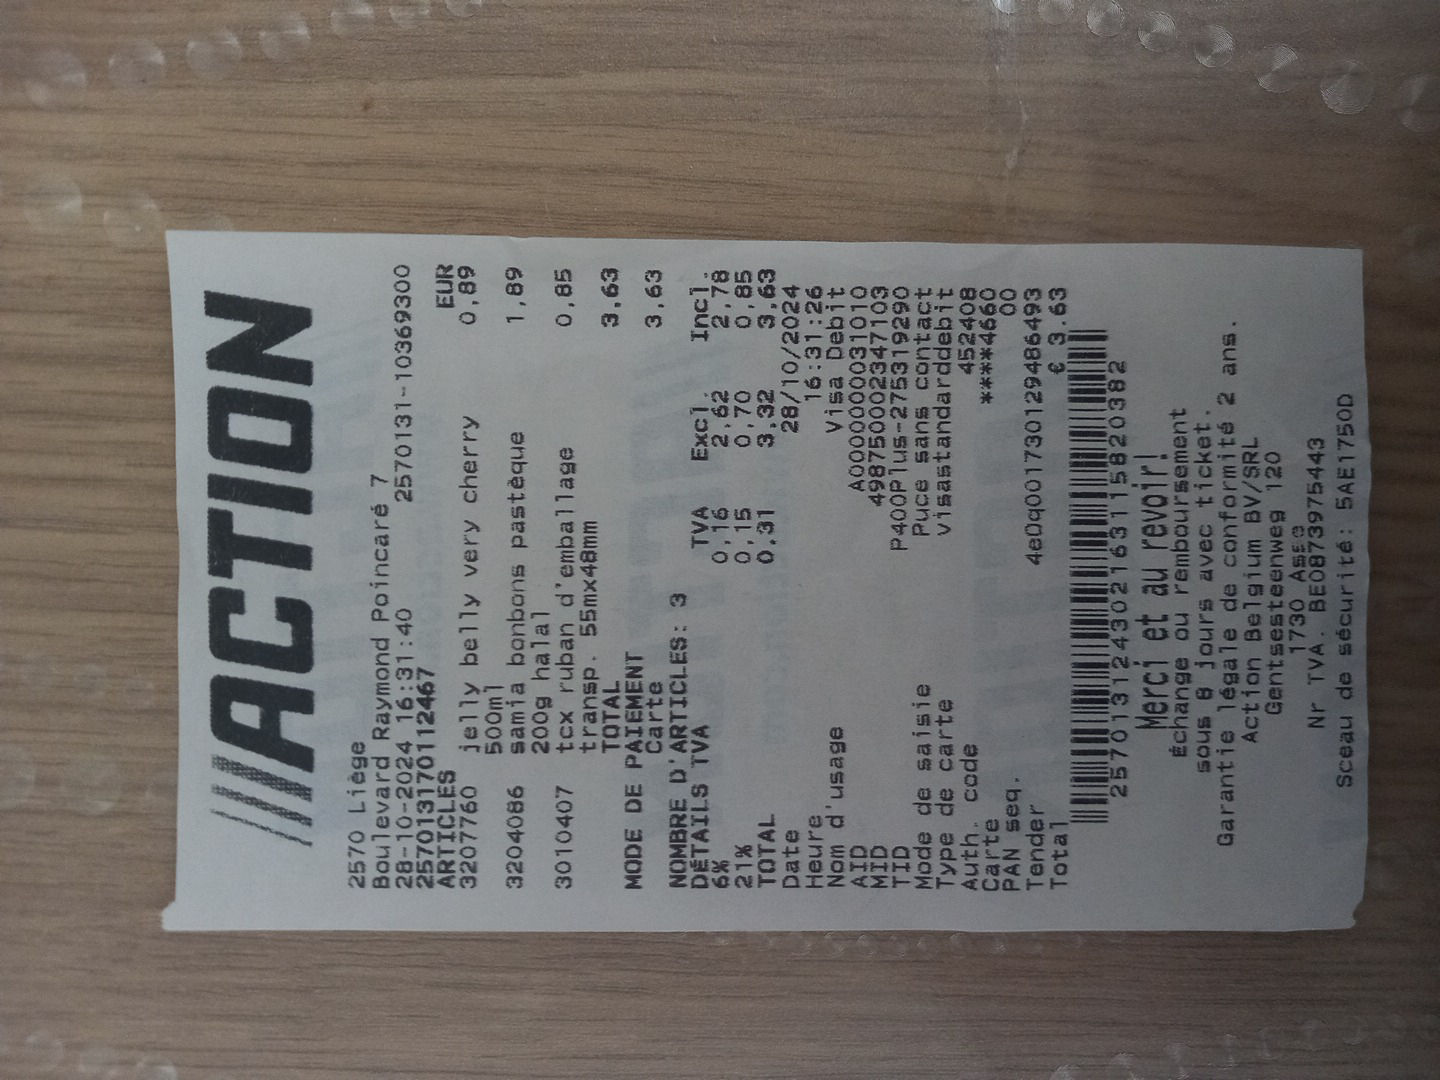 ///ACTION
2570 Liège
Boulevard Raymond Poincaré 7
28-10-2024 16:31:40 2570131-10369300
257013170112467
ARTICLES EUR
3207760 jelly belly very cherry 0,89
500ml
3204086 samia bonbons pastèque 1,89
200g halal
3010407 tcx ruban d'emballage 0,85
transp. 55mx48mm
TOTAL 3,63
MODE DE PAIEMENT
Carte 3,63
NOMBRE D'ARTICLES: 3
DÉTAILS TVA TVA Excl. Incl.
6% 0,16 2,62 2,78
21% 0,15 0,70 0,85
TOTAL 0,31 3,32 3,63
Date 28/10/2024
Heure 16:31:26
Nom d'usage Visa Debit
AID A0000000031010
MID 498750002347103
TID P400Plus-275319290
Mode de saisie Puce sans contact
Type de carte visastandarddebit
Auth. code 452408
Carte ****4660
PAN seq. 00
Tender 4e0q001730129486493
Total € 3.63
257013124302163115820382
Merci et au revoir!
Échange ou remboursement
sous 8 jours avec ticket.
Garantie légale de conformité 2 ans.
Action Belgium BV/SRL
Gentsesteenweg 120
1730 Asse
Nr TVA. BE0873975443
Sceau de sécurité: 5AE1750D